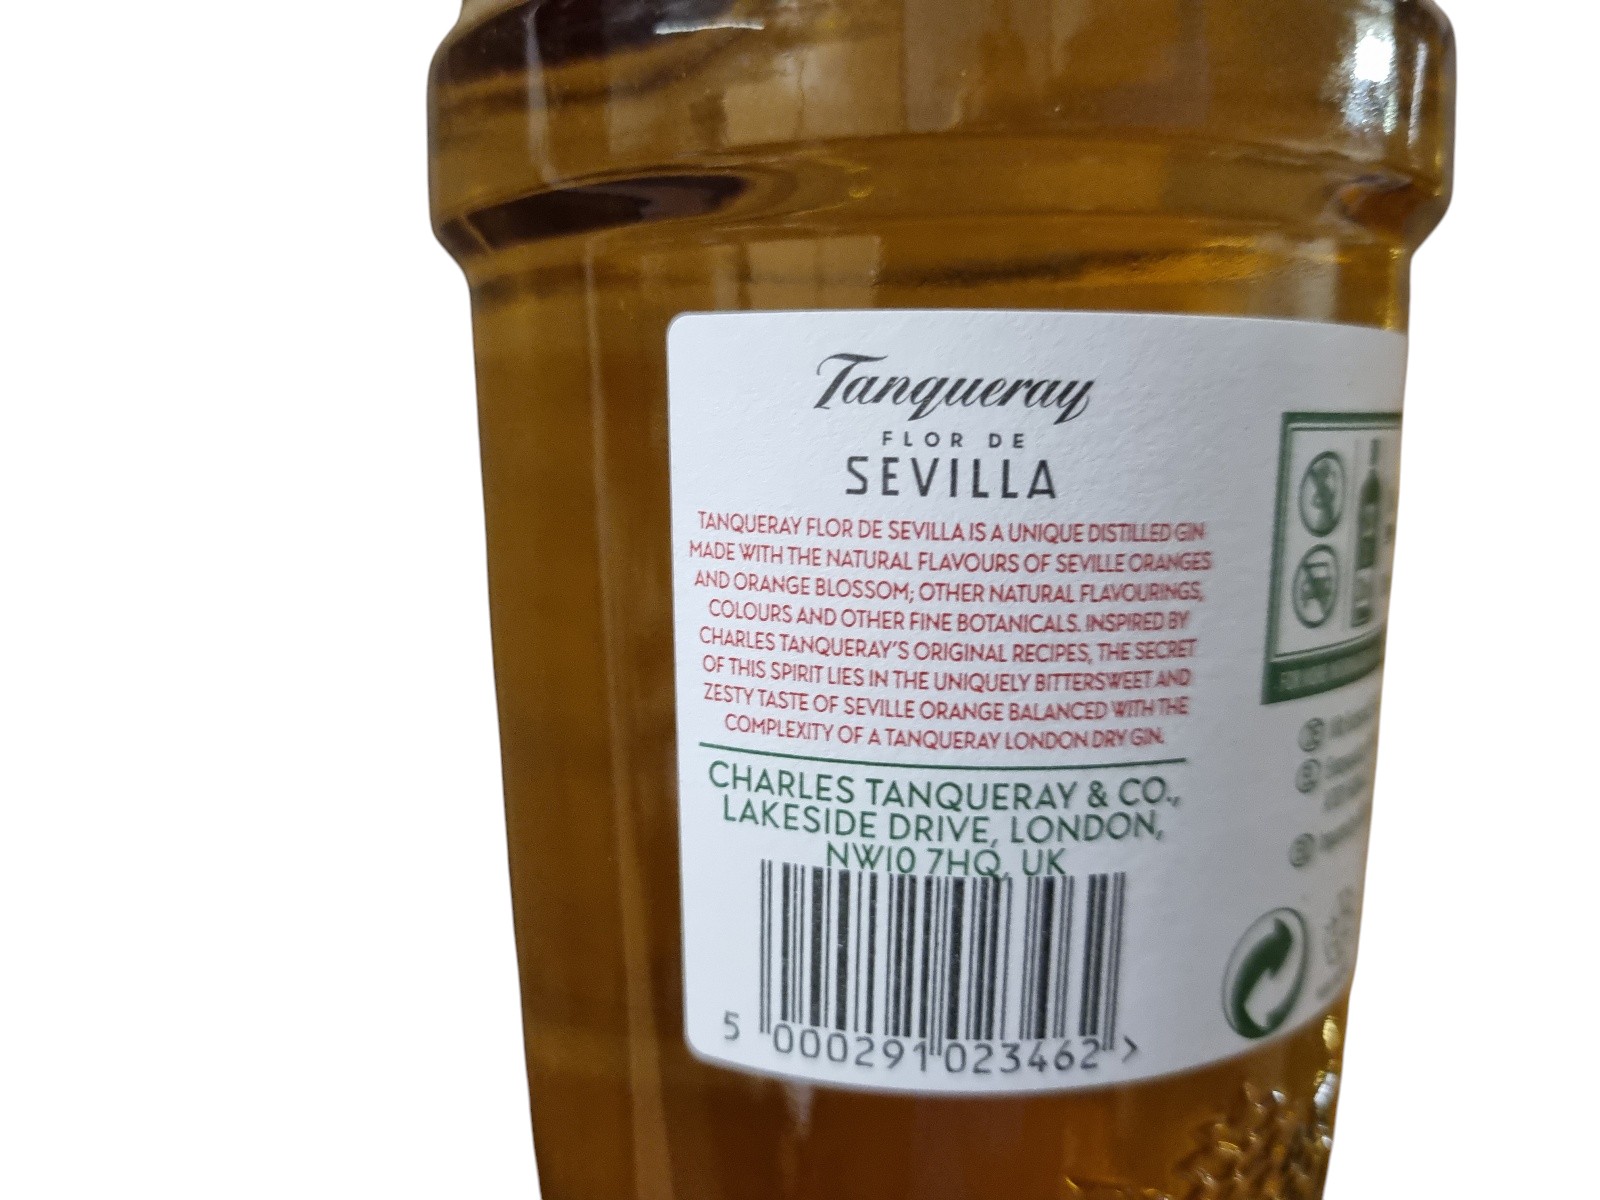 Tanqueray
FLOR DE
SEVILLA
TANQUERAY FLOR DE SEVILLA IS A UNIQUE DISTILLED GIN
MADE WITH THE NATURAL FLAVOURS OF SEVILLE ORANGES
AND ORANGE BLOSSOM; OTHER NATURAL FLAVOURINGS,
COLOURS AND OTHER FINE BOTANICALS. INSPIRED BY
CHARLES TANQUERAY'S ORIGINAL RECIPES, THE SECRET
OF THIS SPIRIT LIES IN THE UNIQUELY BITTERSWEET AND
ZESTY TASTE OF SEVILLE ORANGE BALANCED WITH THE
COMPLEXITY OF A TANQUERAY LONDON DRY GIN.
CHARLES TANQUERAY & CO.,
LAKESIDE DRIVE, LONDON,
NW10 7HQ, UK
5 000291 023462 >
FOR MORE